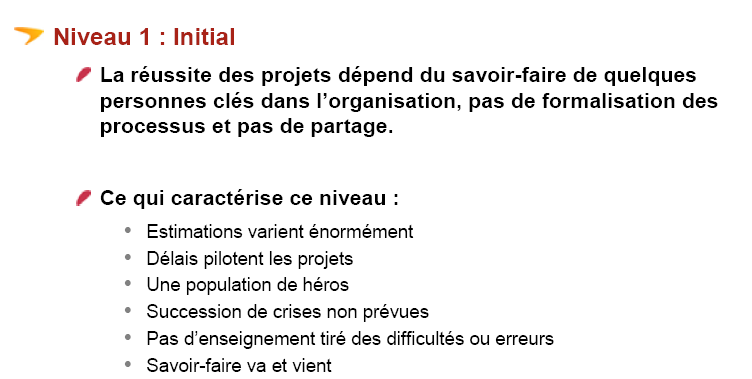 Niveau 1 : Initial
La réussite des projets dépend du savoir-faire de quelques
personnes clés dans l’organisation, pas de formalisation des
processus et pas de partage.
Ce qui caractérise ce niveau :
Estimations varient énormément
Délais pilotent les projets
Une population de héros
Succession de crises non prévues
Pas d’enseignement tiré des difficultés ou erreurs
Savoir-faire va et vient